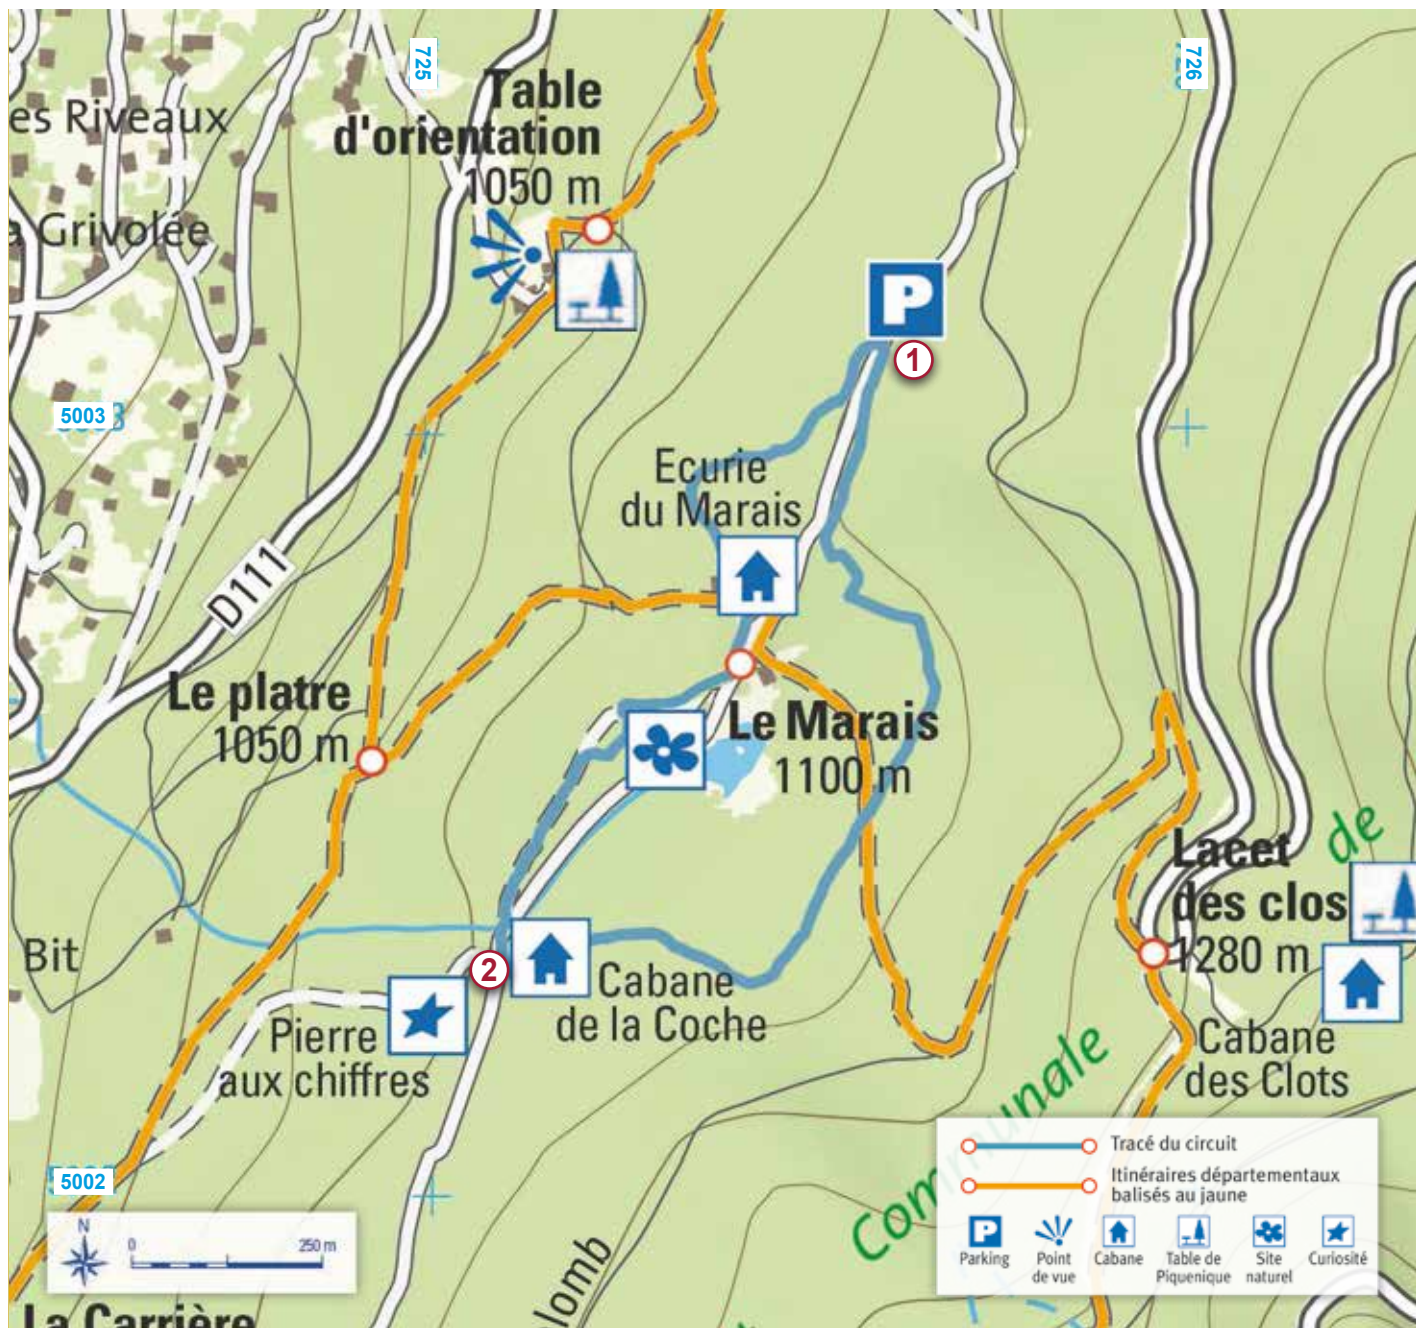 725
726
Table
d'orientation
1050 m
es Riveaux
a Grivolée
P
1
5003
Ecurie
du Marais
D111
Le platre
1050 m
Le Marais
1100 m
de
Lacet
des clos
1280 m
Bit
2
Cabane
de la Coche
Pierre
aux chiffres
Cabane
des Clots
Communale
5002
N
0 250 m
lomb
La Carrière
Tracé du circuit
Itinéraires départementaux
balisés au jaune
P
Parking
Point
de vue
Cabane
Table de
Piquenique
Site
naturel
Curiosité